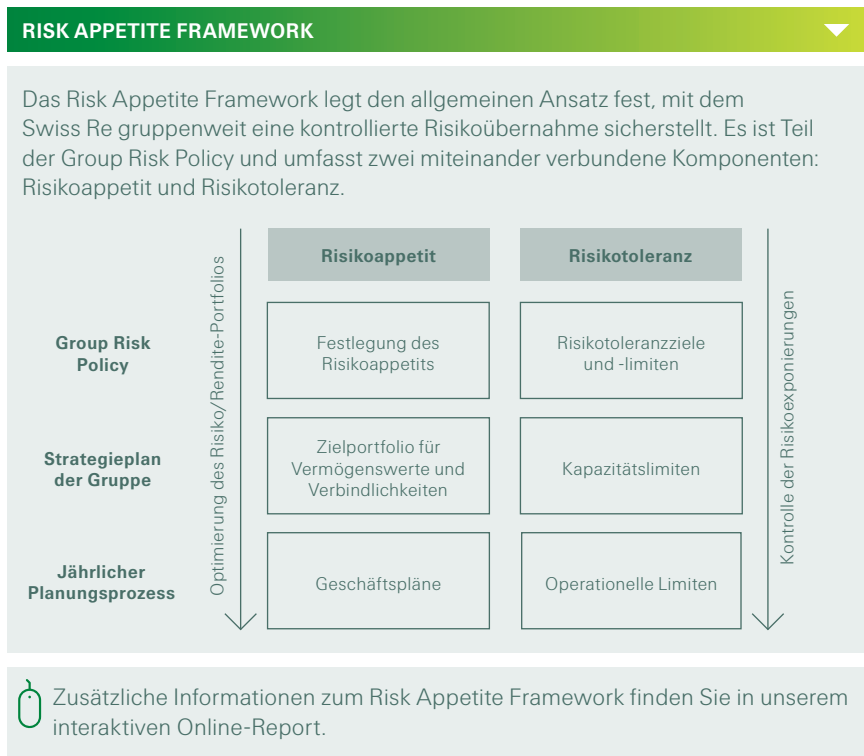 RISK APPETITE FRAMEWORK
Das Risk Appetite Framework legt den allgemeinen Ansatz fest, mit dem
Swiss Re gruppenweit eine kontrollierte Risikoübernahme sicherstellt. Es ist Teil
der Group Risk Policy und umfasst zwei miteinander verbundene Komponenten:
Risikoappetit und Risikotoleranz.
Optimierung des Risiko/Rendite-Portfolios
Risikoappetit
Risikotoleranz
Kontrolle der Risikoexponierungen
Group Risk
Policy
Festlegung des
Risikoappetits
Risikotoleranzziele
und -limiten
Strategieplan
der Gruppe
Zielportfolio für
Vermögenswerte und
Verbindlichkeiten
Kapazitätslimiten
Jährlicher
Planungsprozess
Geschäftspläne
Operationelle Limiten
Zusätzliche Informationen zum Risk Appetite Framework finden Sie in unserem
interaktiven Online-Report.